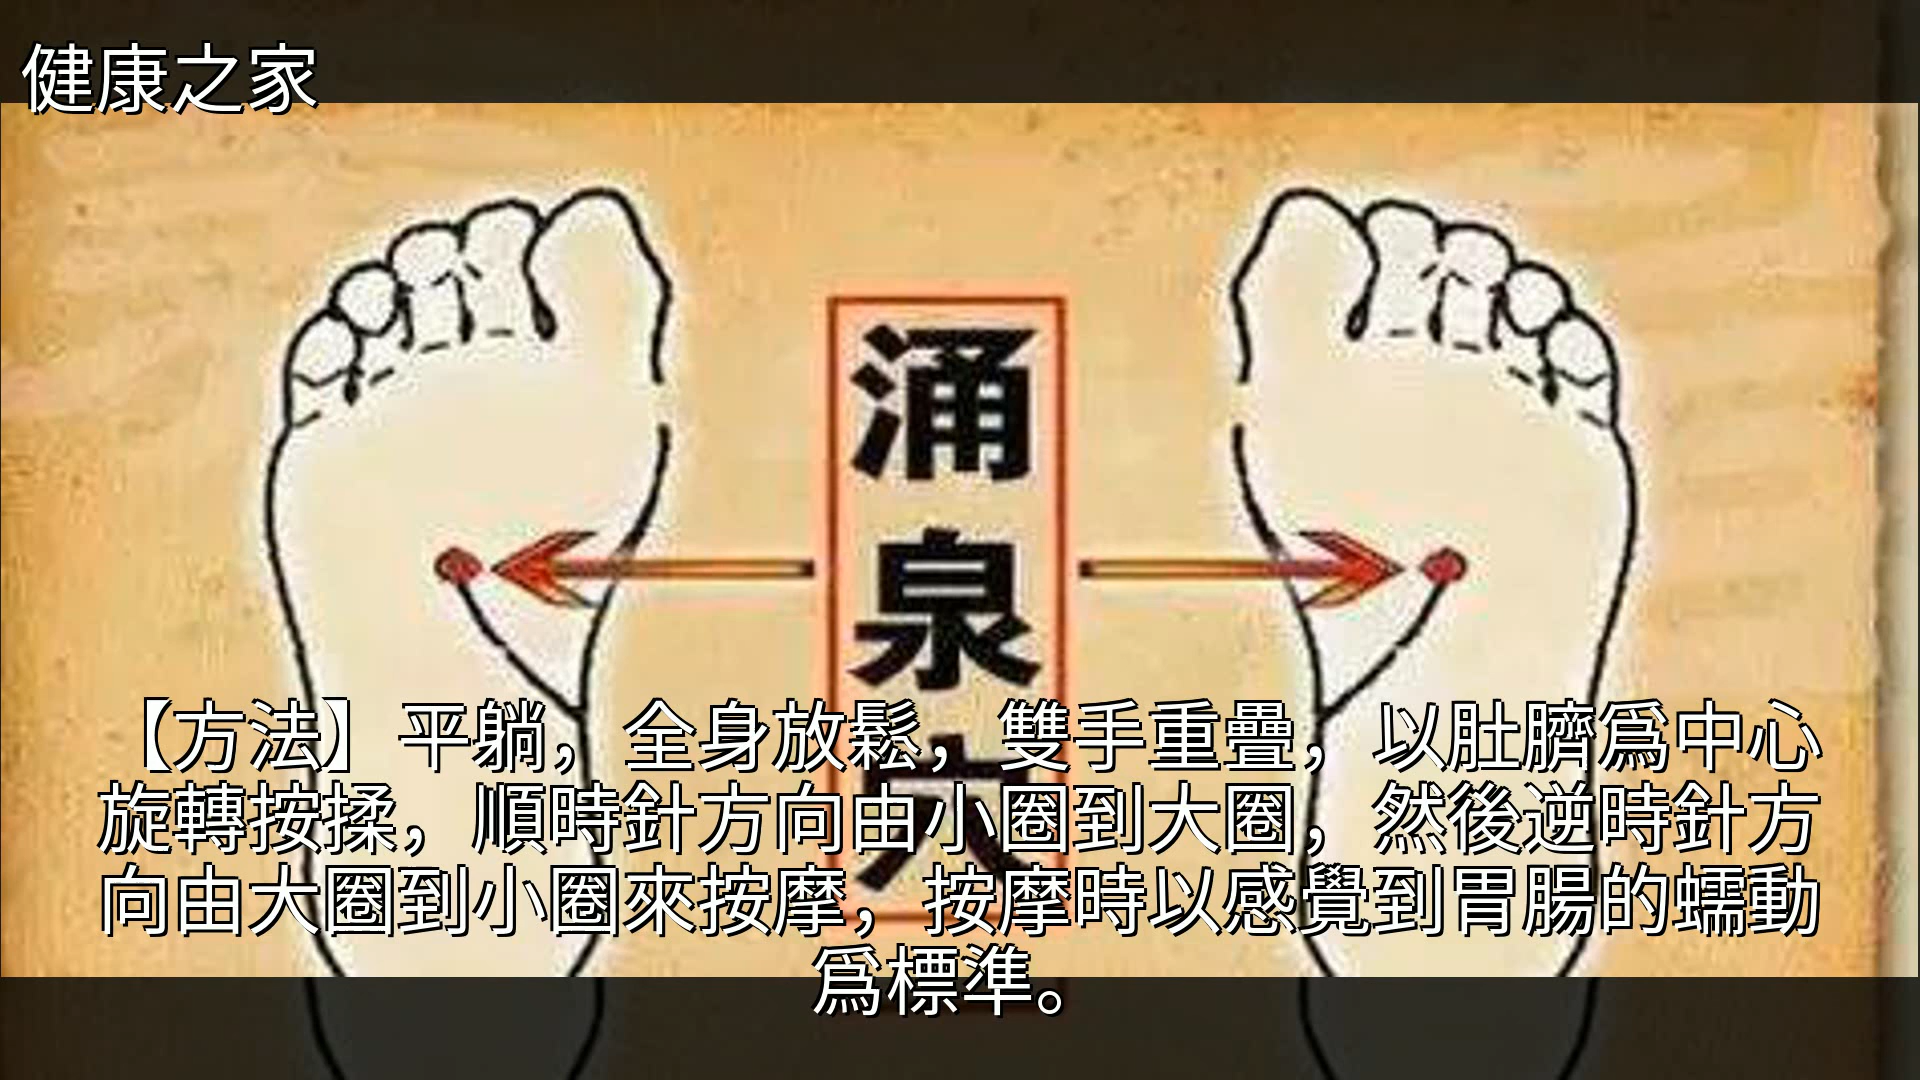 健康之家
涌泉穴
【方法】平躺，全身放鬆，雙手重疊，以肚臍爲中心
旋轉按揉，順時針方向由小圈到大圈，然後逆時針方
向由大圈到小圈來按摩，按摩時以感覺到胃腸的蠕動
爲標準。